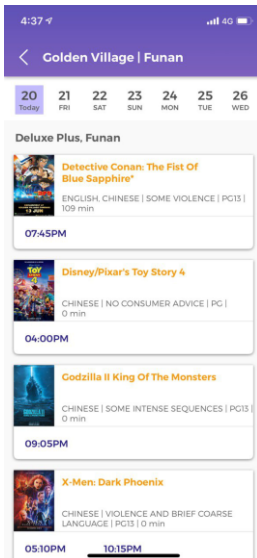 4:37
4G
Golden Village | Funan
20 21 22 23 24 25 26
Today FRI SAT SUN MON TUE WED
Deluxe Plus, Funan
Detective Conan: The Fist Of
Blue Sapphire*
ENGLISH, CHINESE | SOME VIOLENCE | PG13 |
109 min
07:45PM
TOY
STORY
4
Disney/Pixar's Toy Story 4
CHINESE | NO CONSUMER ADVICE | PG |
0 min
04:00PM
Godzilla II King Of The Monsters
CHINESE | SOME INTENSE SEQUENCES | PG13 |
0 min
09:05PM
X-Men: Dark Phoenix
CHINESE | VIOLENCE AND BRIEF COARSE
LANGUAGE | PG13 | 0 min
05:10PM 10:15PM